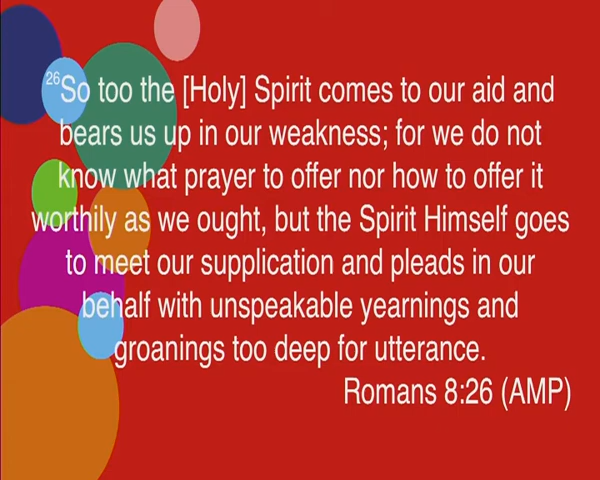 26So too the [Holy] Spirit comes to our aid and
bears us up in our weakness; for we do not
know what prayer to offer nor how to offer it
worthily as we ought, but the Spirit Himself goes
to meet our supplication and pleads in our
behalf with unspeakable yearnings and
groanings too deep for utterance.
Romans 8:26 (AMP)